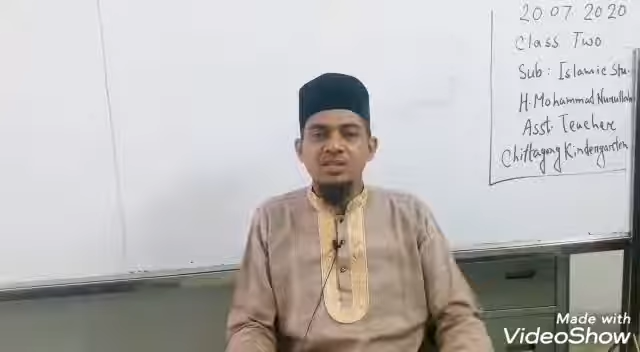 20 07 2020
Class Two
Sub: Islamic Stu.
H. Mohammad Nurullah
Asst. Teacher
Chittagong Kindergarten
Made with
VideoShow